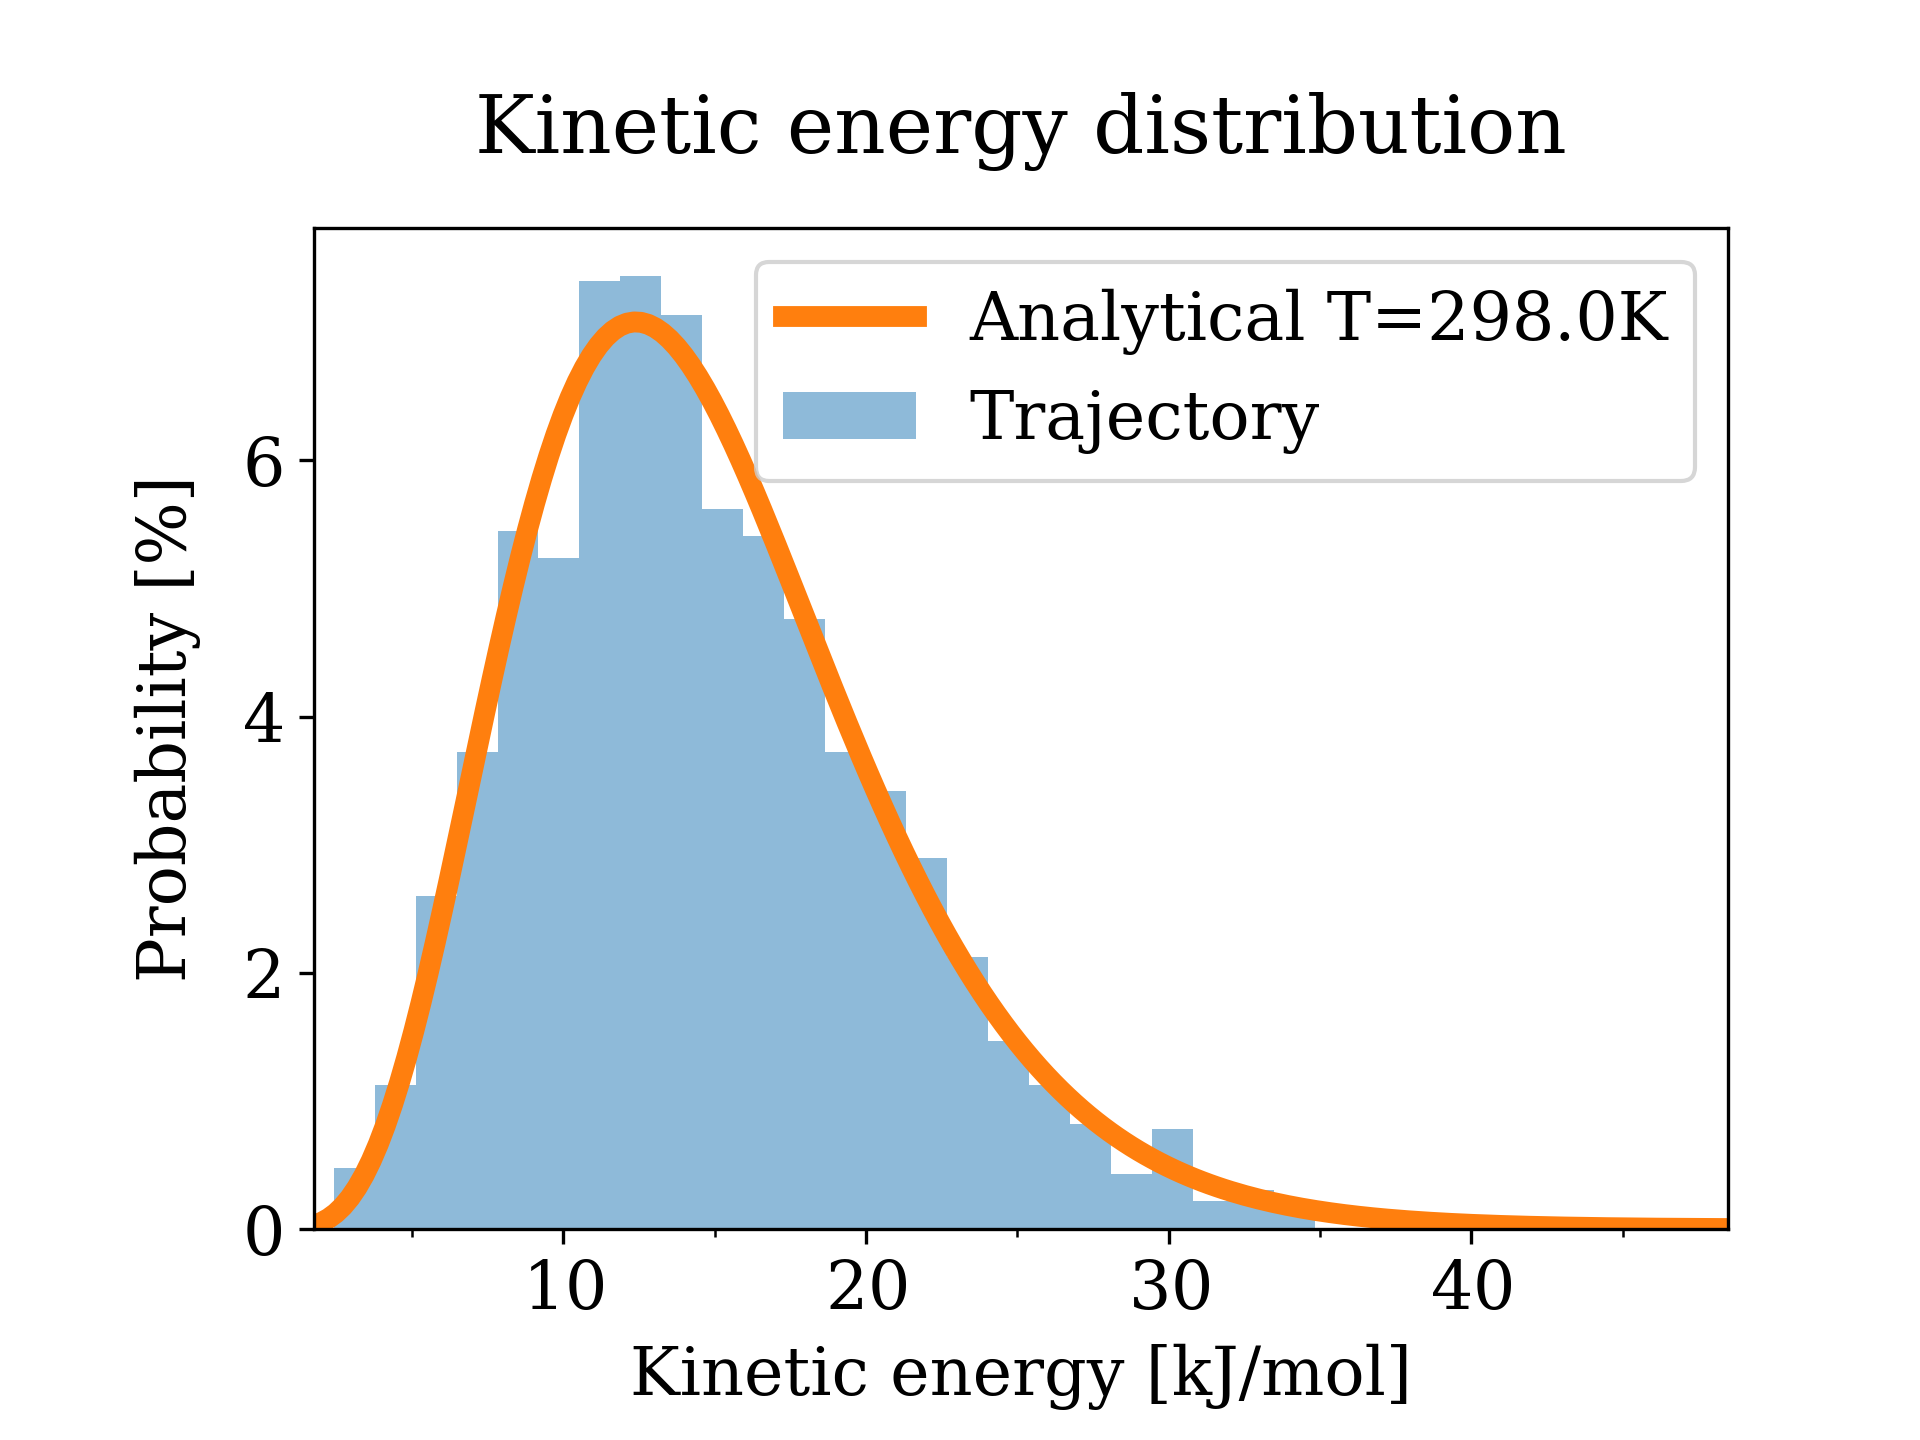 Kinetic energy distribution
Analytical T=298.0K
Trajectory
Probability [%]
6
4
2
0
10 20 30 40
Kinetic energy [kJ/mol]